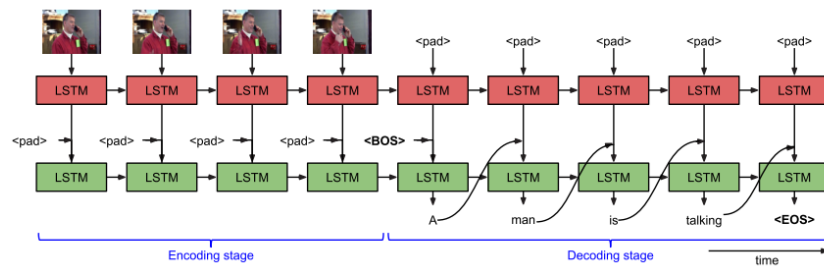 <pad> <pad> <pad> <pad> <pad>
LSTM LSTM LSTM LSTM LSTM LSTM LSTM LSTM LSTM
<pad> <pad> <pad> <pad> <BOS>
LSTM LSTM LSTM LSTM LSTM LSTM LSTM LSTM LSTM
A man is talking <EOS>
Encoding stage Decoding stage time